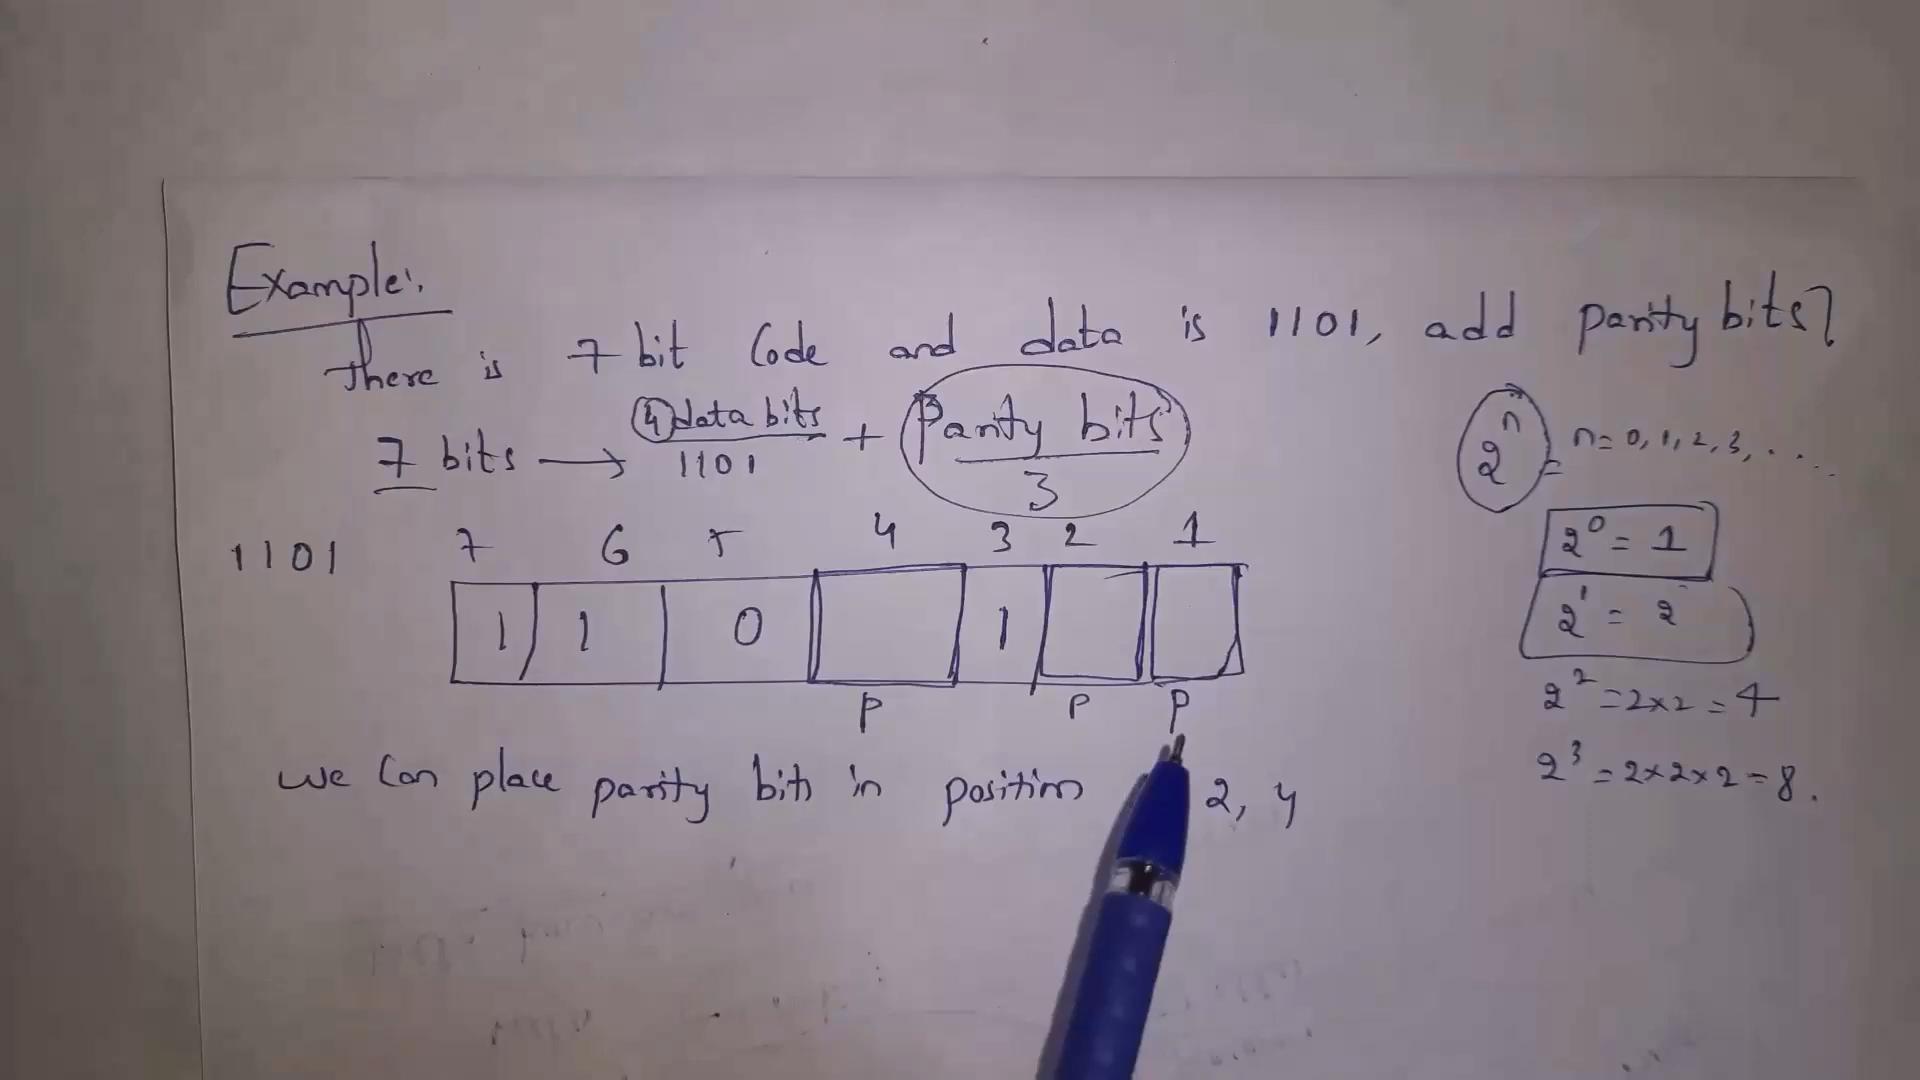 Example:
There is 7 bit Code and data is 1101, add parity bits?
7 bits → 4 data bits + Parity bits
1101 3
2^n = n = 0, 1, 2, 3, . . . .
1101
7 6 5 4 3 2 1
1 1 0 1
P P P
we can place parity bits in position 2, 4
2^0 = 1
2^1 = 2
2^2 = 2×2 = 4
2^3 = 2×2×2 = 8.